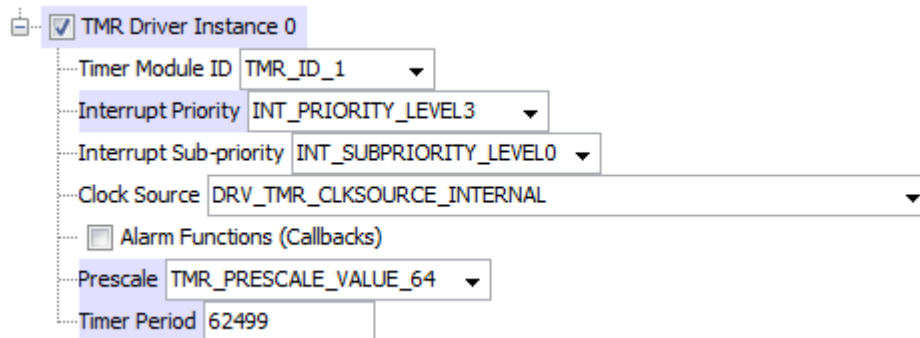 TMR Driver Instance 0
Timer Module ID TMR_ID_1
Interrupt Priority INT_PRIORITY_LEVEL3
Interrupt Sub-priority INT_SUBPRIORITY_LEVEL0
Clock Source DRV_TMR_CLKSOURCE_INTERNAL
Alarm Functions (Callbacks)
Prescale TMR_PRESCALE_VALUE_64
Timer Period 62499